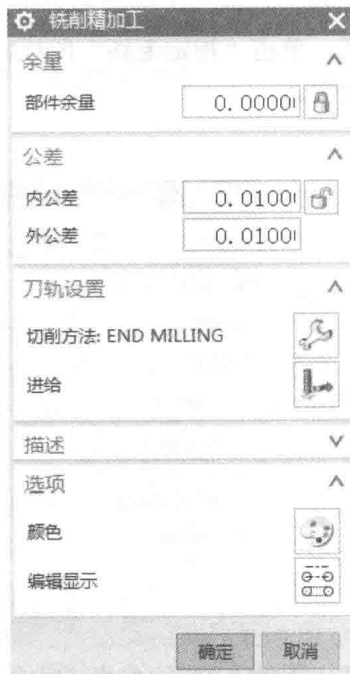 铣削精加工
余量
部件余量 0.0000
公差
内公差 0.0100
外公差 0.0100
刀轨设置
切削方法: END MILLING
进给
描述
选项
颜色
编辑显示
确定 取消